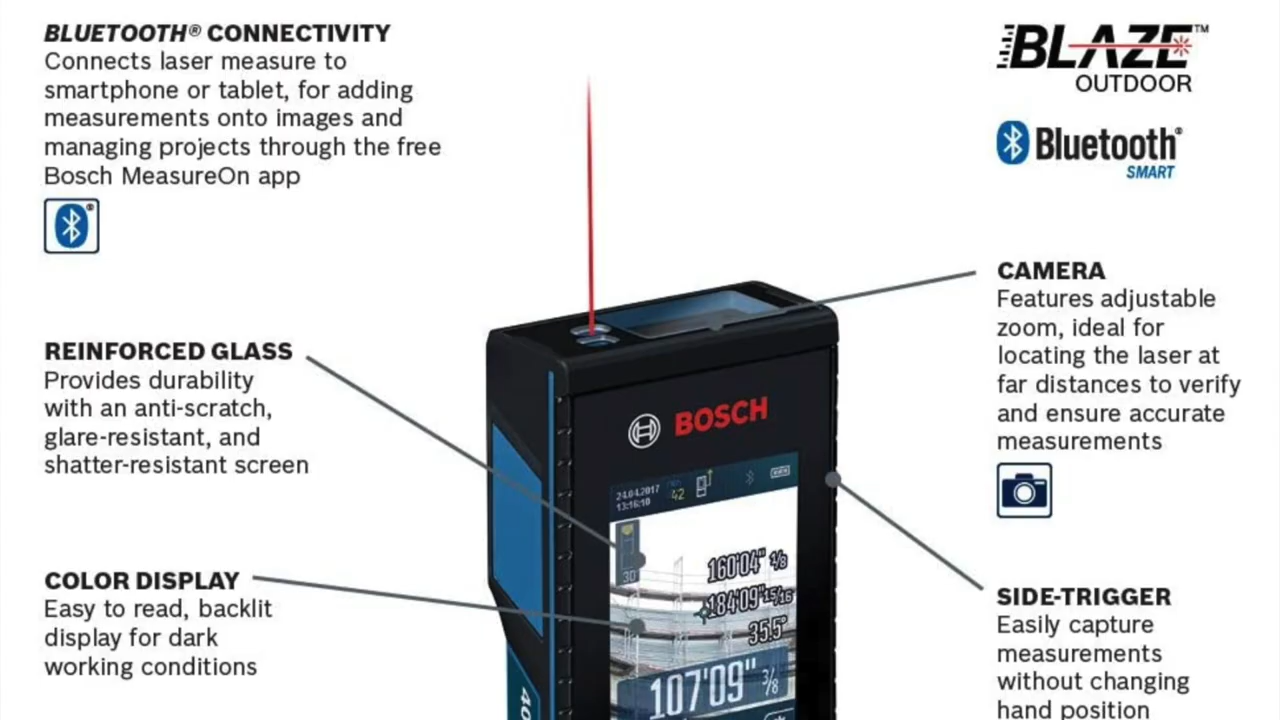 BLUETOOTH® CONNECTIVITY
Connects laser measure to
smartphone or tablet, for adding
measurements onto images and
managing projects through the free
Bosch MeasureOn app
BLAZE™
OUTDOOR
Bluetooth®
SMART
CAMERA
Features adjustable
zoom, ideal for
locating the laser at
far distances to verify
and ensure accurate
measurements
REINFORCED GLASS
Provides durability
with an anti-scratch,
glare-resistant, and
shatter-resistant screen
COLOR DISPLAY
Easy to read, backlit
display for dark
working conditions
SIDE-TRIGGER
Easily capture
measurements
without changing
hand position
BOSCH
24.04.2017
13:16:10
42
30
160'04" 1/8
184'09" 15/16
35.5°
107'09" 3/8
40